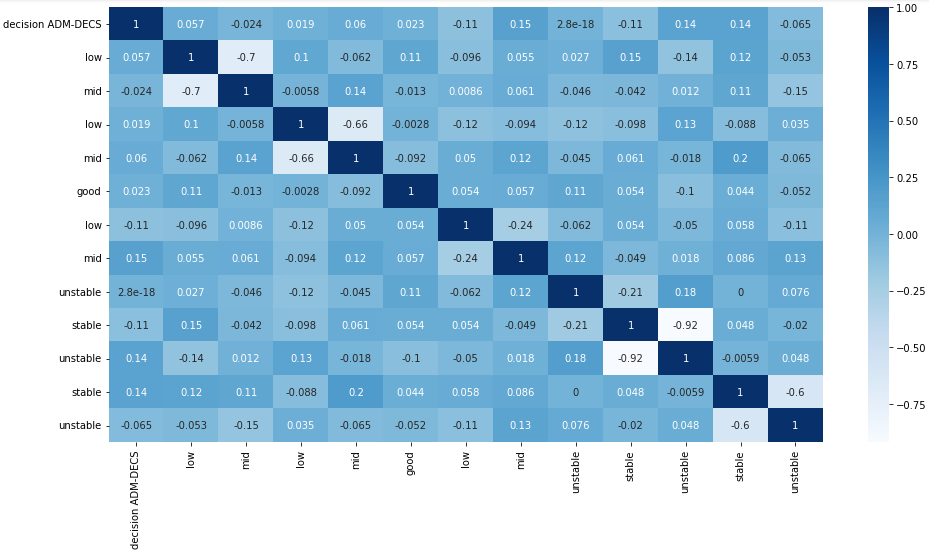 decision ADM-DECS 1 0.057 -0.024 0.019 0.06 0.023 -0.11 0.15 2.8e-18 -0.11 0.14 0.14 -0.065
low 0.057 1 -0.7 0.1 -0.062 0.11 -0.096 0.055 0.027 0.15 -0.14 0.12 -0.053
mid -0.024 -0.7 1 -0.0058 0.14 -0.013 0.0086 0.061 -0.046 -0.042 0.012 0.11 -0.15
low 0.019 0.1 -0.0058 1 -0.66 -0.0028 -0.12 -0.094 -0.12 -0.098 0.13 -0.088 0.035
mid 0.06 -0.062 0.14 -0.66 1 -0.092 0.05 0.12 -0.045 0.061 -0.018 0.2 -0.065
good 0.023 0.11 -0.013 -0.0028 -0.092 1 0.054 0.057 0.11 0.054 -0.1 0.044 -0.052
low -0.11 -0.096 0.0086 -0.12 0.05 0.054 1 -0.24 -0.062 0.054 -0.05 0.058 -0.11
mid 0.15 0.055 0.061 -0.094 0.12 0.057 -0.24 1 0.12 -0.049 0.018 0.086 0.13
unstable 2.8e-18 0.027 -0.046 -0.12 -0.045 0.11 -0.062 0.12 1 -0.21 0.18 0 0.076
stable -0.11 0.15 -0.042 -0.098 0.061 0.054 0.054 -0.049 -0.21 1 -0.92 0.048 -0.02
unstable 0.14 -0.14 0.012 0.13 -0.018 -0.1 -0.05 0.018 0.18 -0.92 1 -0.0059 0.048
stable 0.14 0.12 0.11 -0.088 0.2 0.044 0.058 0.086 0 0.048 -0.0059 1 -0.6
unstable -0.065 -0.053 -0.15 0.035 -0.065 -0.052 -0.11 0.13 0.076 -0.02 0.048 -0.6 1
decision ADM-DECS
low
mid
low
mid
good
low
mid
unstable
stable
unstable
stable
unstable
1.00
0.75
0.50
0.25
0.00
−0.25
−0.50
−0.75